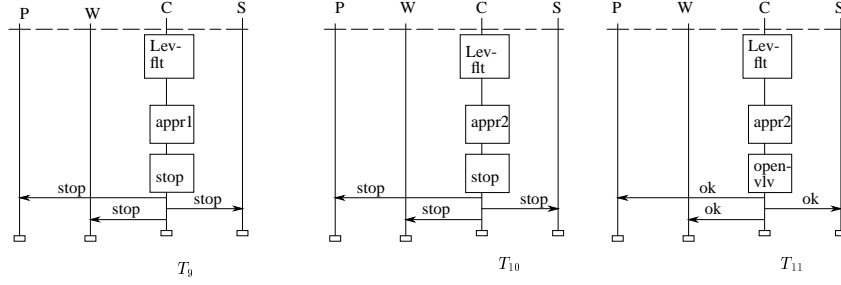 P W C S
Lev-
flt
appr1
stop
stop
stop
stop
T9
P W C S
Lev-
flt
appr2
stop
stop
stop
stop
T10
P W C S
Lev-
flt
appr2
open-
vlv
ok
ok
ok
T11